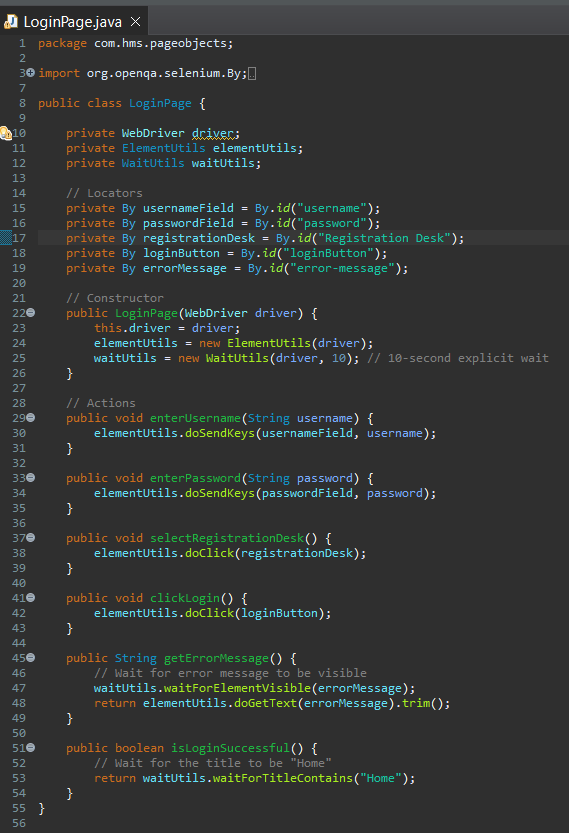 LoginPage.java
1 package com.hms.pageobjects;
2
3 import org.openqa.selenium.By;
7
8 public class LoginPage {
9
10     private WebDriver driver;
11     private ElementUtils elementUtils;
12     private WaitUtils waitUtils;
13
14     // Locators
15     private By usernameField = By.id("username");
16     private By passwordField = By.id("password");
17     private By registrationDesk = By.id("Registration Desk");
18     private By loginButton = By.id("loginButton");
19     private By errorMessage = By.id("error-message");
20
21     // Constructor
22     public LoginPage(WebDriver driver) {
23         this.driver = driver;
24         elementUtils = new ElementUtils(driver);
25         waitUtils = new WaitUtils(driver, 10); // 10-second explicit wait
26     }
27
28     // Actions
29     public void enterUsername(String username) {
30         elementUtils.doSendKeys(usernameField, username);
31     }
32
33     public void enterPassword(String password) {
34         elementUtils.doSendKeys(passwordField, password);
35     }
36
37     public void selectRegistrationDesk() {
38         elementUtils.doClick(registrationDesk);
39     }
40
41     public void clickLogin() {
42         elementUtils.doClick(loginButton);
43     }
44
45     public String getErrorMessage() {
46         // Wait for error message to be visible
47         waitUtils.waitForElementVisible(errorMessage);
48         return elementUtils.doGetText(errorMessage).trim();
49     }
50
51     public boolean isLoginSuccessful() {
52         // Wait for the title to be "Home"
53         return waitUtils.waitForTitleContains("Home");
54     }
55 }
56